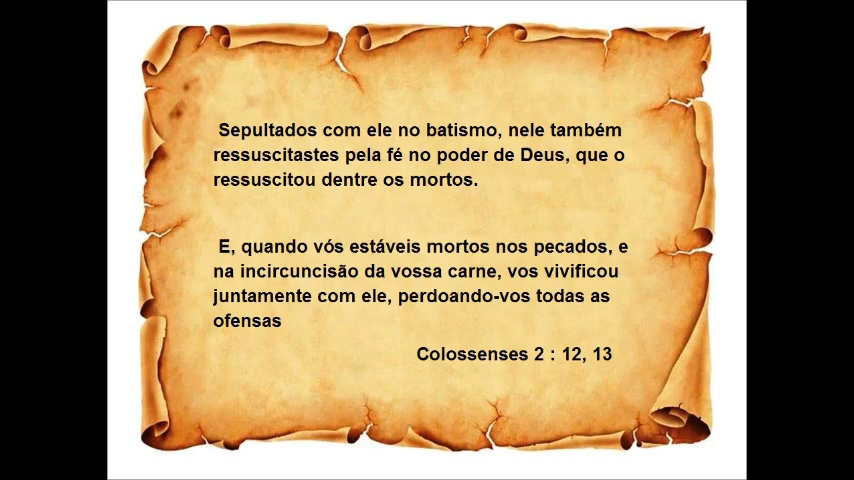 Sepultados com ele no batismo, nele também
ressuscitastes pela fé no poder de Deus, que o
ressuscitou dentre os mortos.
E, quando vós estáveis mortos nos pecados, e
na incircuncisão da vossa carne, vos vivificou
juntamente com ele, perdoando-vos todas as
ofensas
Colossenses 2 : 12, 13